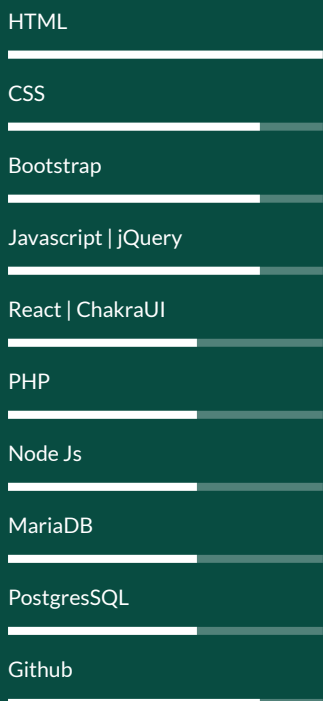 HTML
CSS
Bootstrap
Javascript | jQuery
React | ChakraUI
PHP
Node Js
MariaDB
PostgresSQL
Github